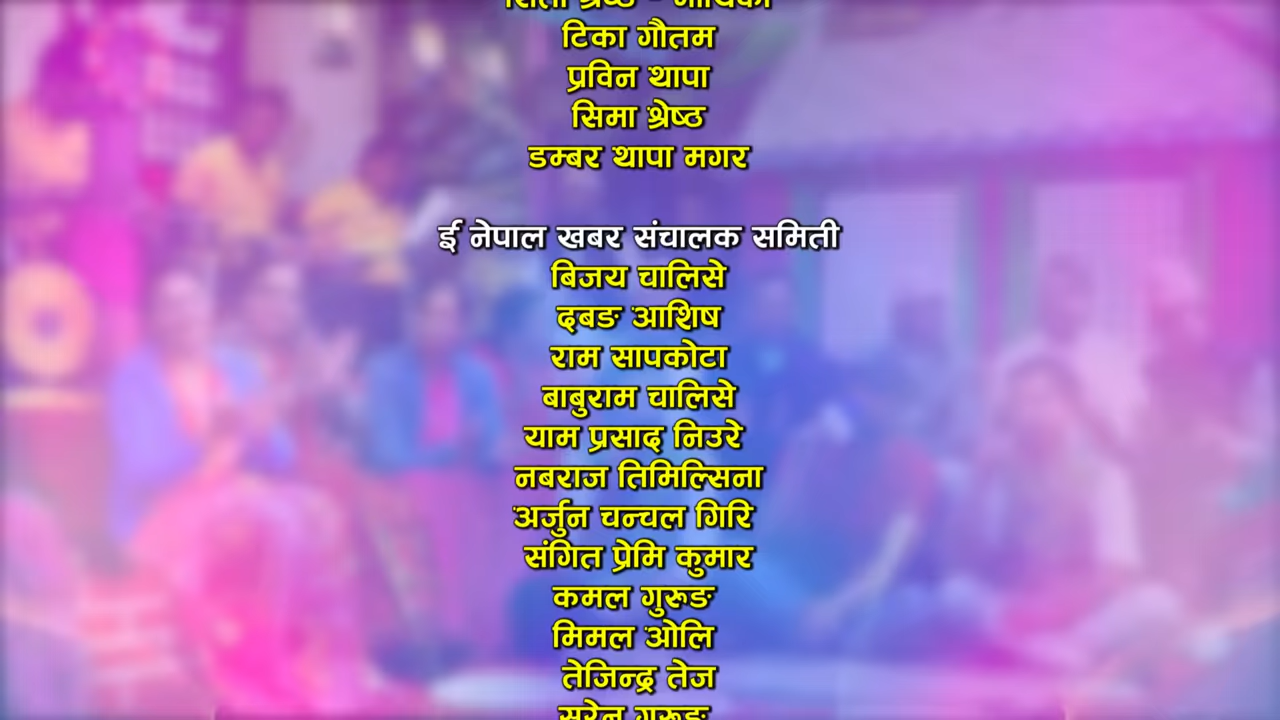 टिका गौतम
प्रविन थापा
सिमा श्रेष्ठ
डम्बर थापा मगर
ई नेपाल खबर संचालक समिती
बिजय चालिसे
दबङ आशिष
राम सापकोटा
बाबुराम चालिसे
याम प्रसाद निउरे
नबराज तिमिल्सिना
अर्जुन चन्चल गिरि
संगित प्रेमि कुमार
कमल गुरूङ
मिमल ओलि
तेजिन्द्र तेज